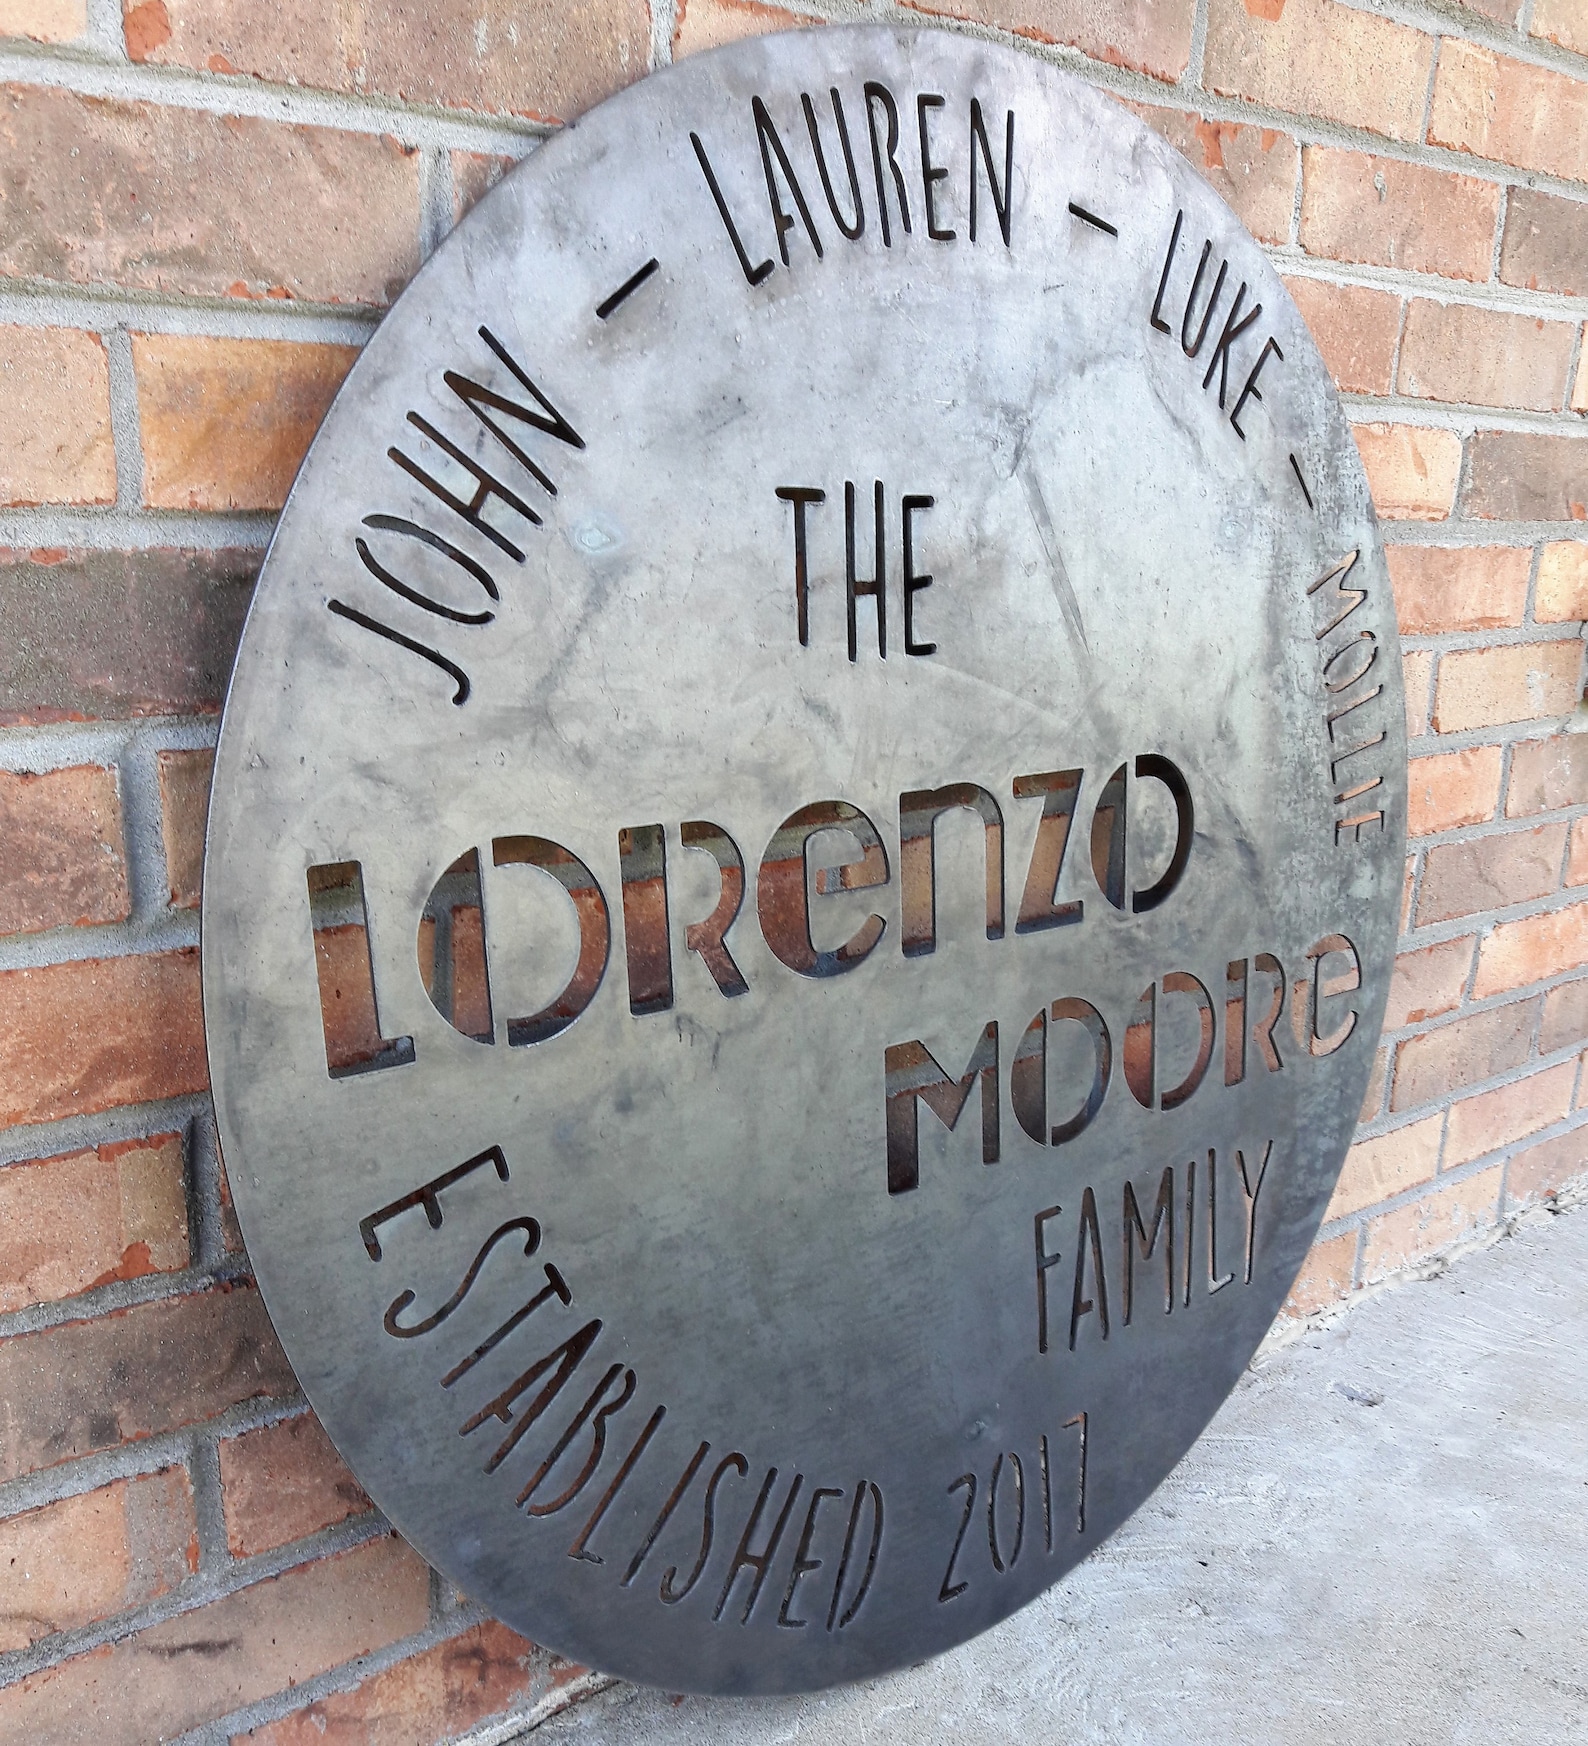 JOHN - LAUREN - LUKE - MOLLIE
THE
LORenzo
MOORe
FAMILY
ESTABLISHED 2017